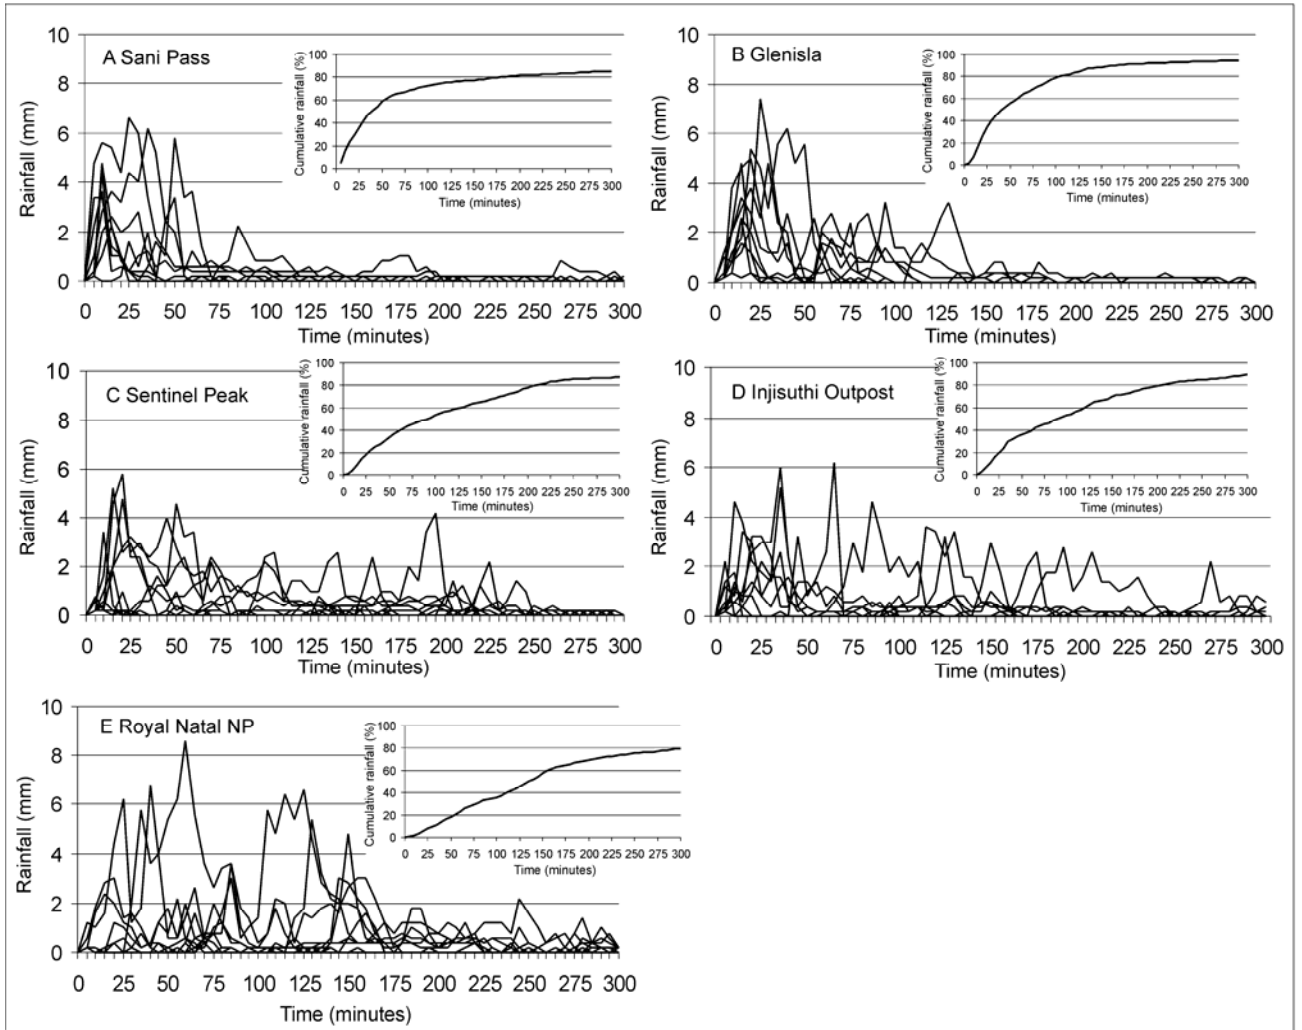 A Sani Pass
Rainfall (mm)
10
8
6
4
2
0
0 25 50 75 100 125 150 175 200 225 250 275 300
Time (minutes)
Cumulative rainfall (%)
100
80
60
40
20
0
0 25 50 75 100 125 150 175 200 225 250 275 300
Time (minutes)
B Glenisla
Rainfall (mm)
10
8
6
4
2
0
0 25 50 75 100 125 150 175 200 225 250 275 300
Time (minutes)
Cumulative rainfall (%)
100
80
60
40
20
0
0 25 50 75 100 125 150 175 200 225 250 275 300
Time (minutes)
C Sentinel Peak
Rainfall (mm)
10
8
6
4
2
0
0 25 50 75 100 125 150 175 200 225 250 275 300
Time (minutes)
Cumulative rainfall (%)
100
80
60
40
20
0
0 25 50 75 100 125 150 175 200 225 250 275 300
Time (minutes)
D Injisuthi Outpost
Rainfall (mm)
10
8
6
4
2
0
0 25 50 75 100 125 150 175 200 225 250 275 300
Time (minutes)
Cumulative rainfall (%)
100
80
60
40
20
0
0 25 50 75 100 125 150 175 200 225 250 275 300
Time (minutes)
E Royal Natal NP
Rainfall (mm)
10
8
6
4
2
0
0 25 50 75 100 125 150 175 200 225 250 275 300
Time (minutes)
Cumulative rainfall (%)
100
80
60
40
20
0
0 25 50 75 100 125 150 175 200 225 250 275 300
Time (minutes)